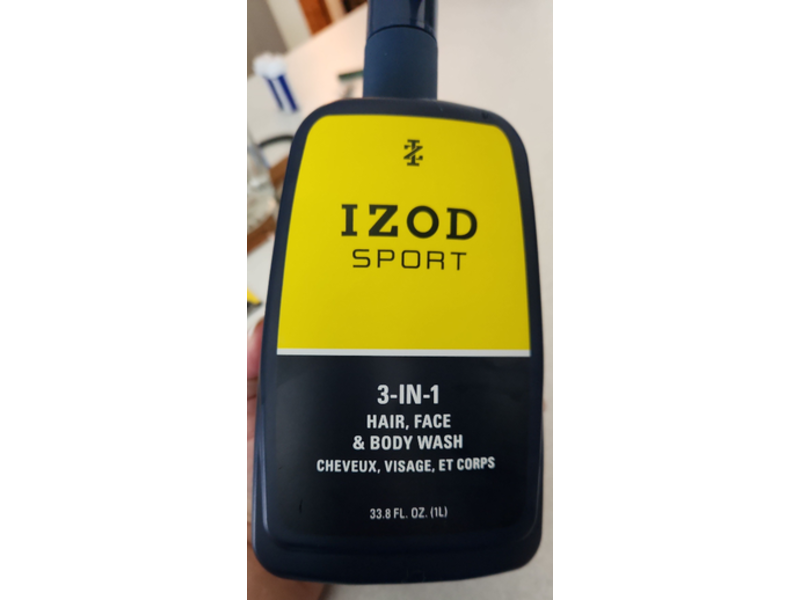 IZOD
SPORT
3-IN-1
HAIR, FACE
& BODY WASH
CHEVEUX, VISAGE, ET CORPS
33.8 FL. OZ. (1L)